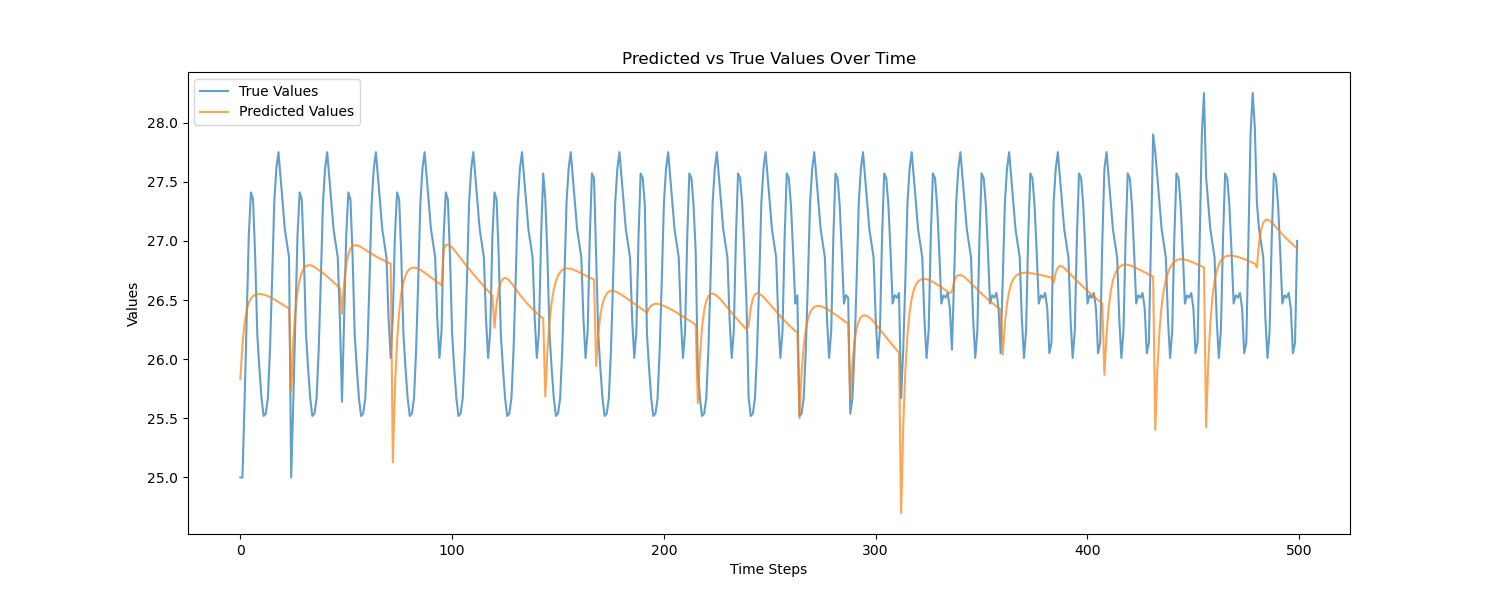 Predicted vs True Values Over Time
True Values
Predicted Values
Values
28.0
27.5
27.0
26.5
26.0
25.5
25.0
0
100
200
300
400
500
Time Steps